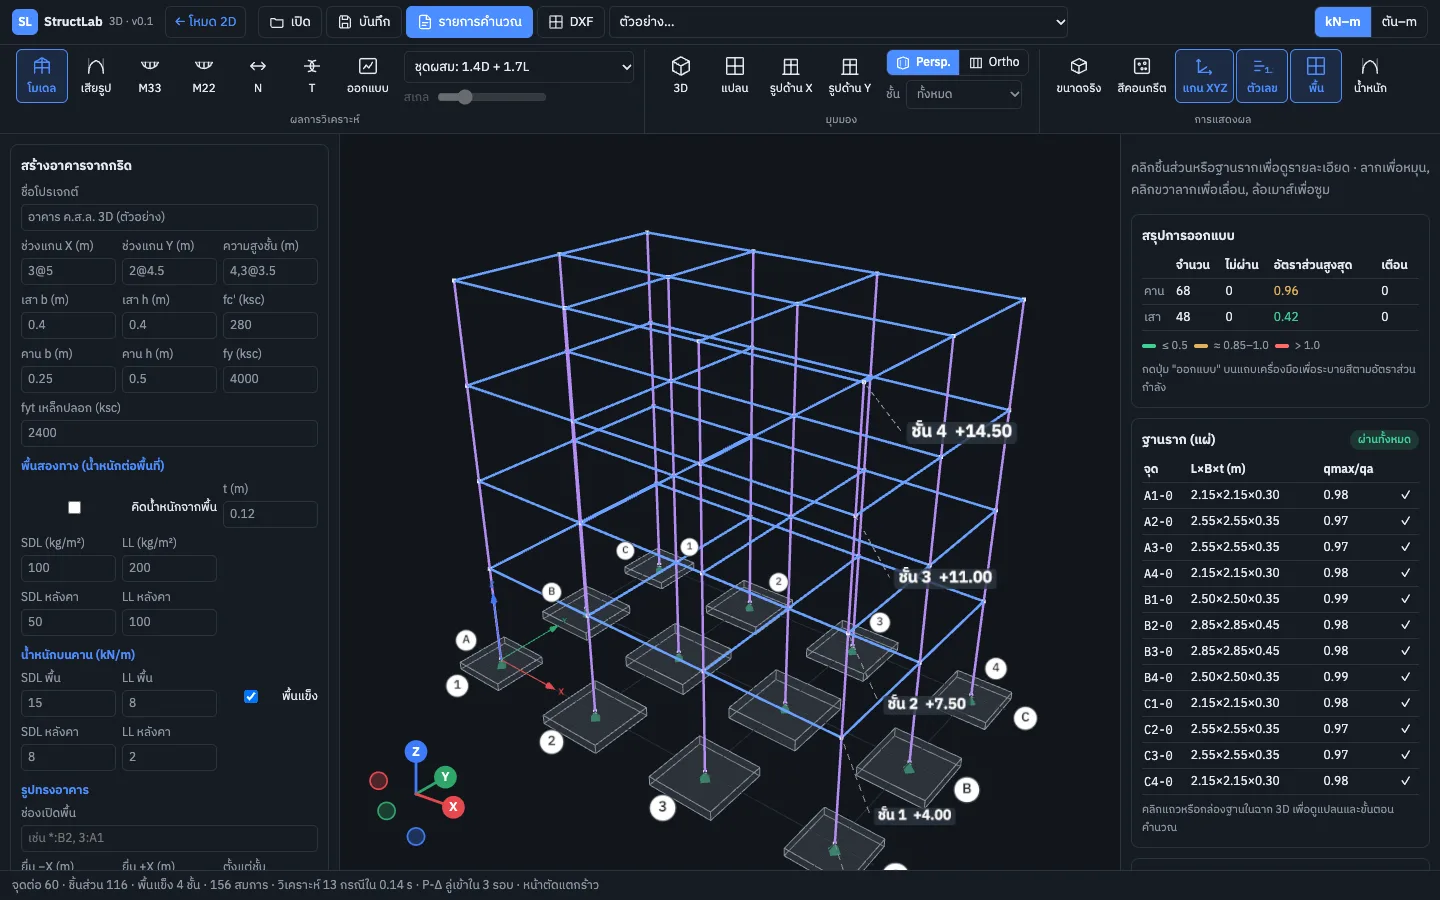 SL StructLab 3D · v0.1 ← โหมด 2D เปิด บันทึก รายการคำนวณ DXF ตัวอย่าง... kN–m ตัน–m
โมเดล เสียรูป M33 M22 N T ออกแบบ ชุดผสม: 1.4D + 1.7L
สเกล
ผลการวิเคราะห์
3D แปลน รูปด้าน X รูปด้าน Y Persp. Ortho
ชั้น ทั้งหมด
มุมมอง
ขนาดจริง สีคอนกรีต แกน XYZ ตัวเลข พื้น น้ำหนัก
การแสดงผล
สร้างอาคารจากกริด
ชื่อโปรเจกต์
อาคาร ค.ส.ล. 3D (ตัวอย่าง)
ช่วงแกน X (m) ช่วงแกน Y (m) ความสูงชั้น (m)
3@5 2@4.5 4,3@3.5
เสา b (m) เสา h (m) fc' (ksc)
0.4 0.4 280
คาน b (m) คาน h (m) fy (ksc)
0.25 0.5 4000
fyt เหล็กปลอก (ksc)
2400
พื้นสองทาง (น้ำหนักต่อพื้นที่)
คิดน้ำหนักจากพื้น t (m)
0.12
SDL (kg/m²) LL (kg/m²)
100 200
SDL หลังคา LL หลังคา
50 100
น้ำหนักบนคาน (kN/m)
SDL พื้น LL พื้น
15 8 พื้นแข็ง
SDL หลังคา LL หลังคา
8 2
รูปทรงอาคาร
ช่องเปิดพื้น
เช่น *:B2, 3:A1
ยื่น −X (m) ยื่น +X (m) ตั้งแต่ชั้น
ชั้น 4 +14.50
ชั้น 3 +11.00
ชั้น 2 +7.50
ชั้น 1 +4.00
C 1
B 2
A 3
1 4
2 C
3 B
X
Z
Y
X
คลิกชิ้นส่วนหรือฐานรากเพื่อดูรายละเอียด · ลากเพื่อหมุน,
คลิกขวาลากเพื่อเลื่อน, ล้อเมาส์เพื่อซูม
สรุปการออกแบบ
จำนวน ไม่ผ่าน อัตราส่วนสูงสุด เตือน
คาน 68 0 0.96 0
เสา 48 0 0.42 0
≤ 0.5 ≈ 0.85–1.0 > 1.0
กดปุ่ม "ออกแบบ" บนแถบเครื่องมือเพื่อระบายสีตามอัตราส่วน
กำลัง
ฐานราก (แผ่) ผ่านทั้งหมด
จุด L×B×t (m) qmax/qa
A1-0 2.15×2.15×0.30 0.98 ✓
A2-0 2.55×2.55×0.35 0.97 ✓
A3-0 2.55×2.55×0.35 0.97 ✓
A4-0 2.15×2.15×0.30 0.98 ✓
B1-0 2.50×2.50×0.35 0.99 ✓
B2-0 2.85×2.85×0.45 0.98 ✓
B3-0 2.85×2.85×0.45 0.98 ✓
B4-0 2.50×2.50×0.35 0.99 ✓
C1-0 2.15×2.15×0.30 0.98 ✓
C2-0 2.55×2.55×0.35 0.97 ✓
C3-0 2.55×2.55×0.35 0.97 ✓
C4-0 2.15×2.15×0.30 0.98 ✓
คลิกแถวหรือกล่องฐานในฉาก 3D เพื่อดูแปลนและขั้นตอน
คำนวณ
จุดต่อ 60 · ชิ้นส่วน 116 · พื้นแข็ง 4 ชั้น · 156 สมการ · วิเคราะห์ 13 กรณีใน 0.14 s · P-Δ ลู่เข้าใน 3 รอบ · หน้าตัดแตกร้าว